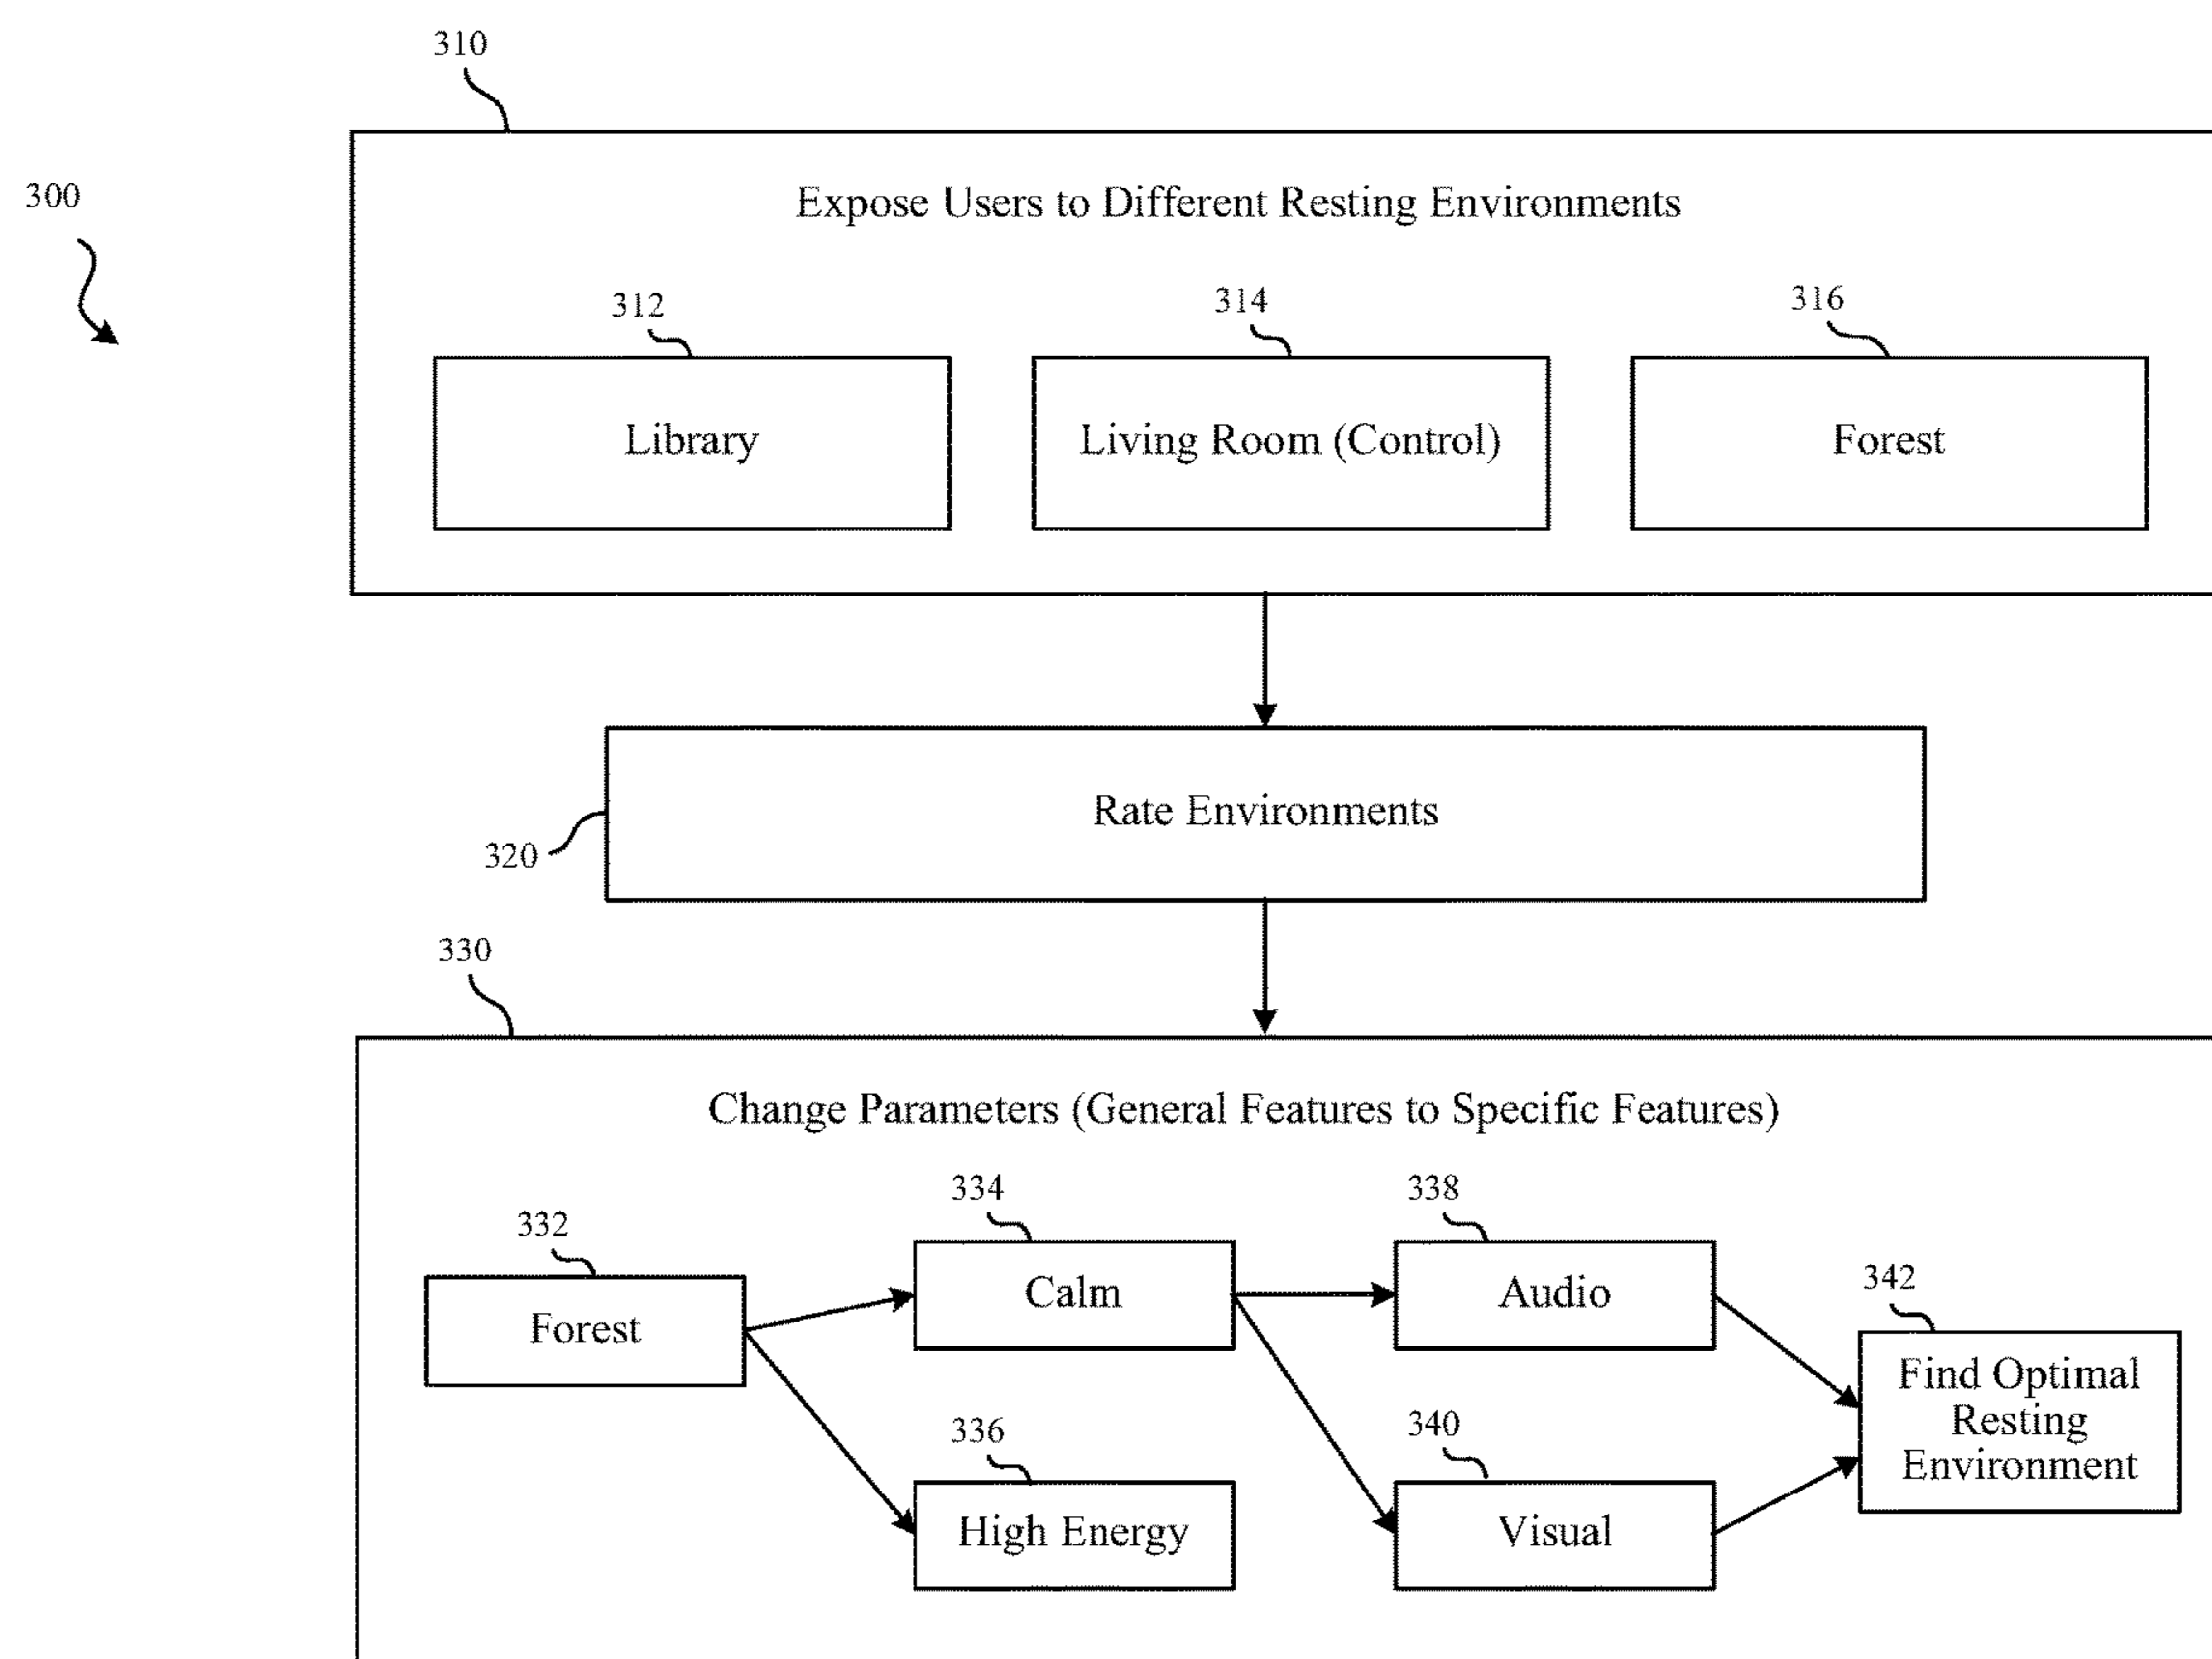 310
300
Expose Users to Different Resting Environments
312
314
316
Library
Living Room (Control)
Forest
Rate Environments
320
330
Change Parameters (General Features to Specific Features)
332
334
338
342
Forest
Calm
Audio
Find Optimal
Resting
Environment
336
340
High Energy
Visual